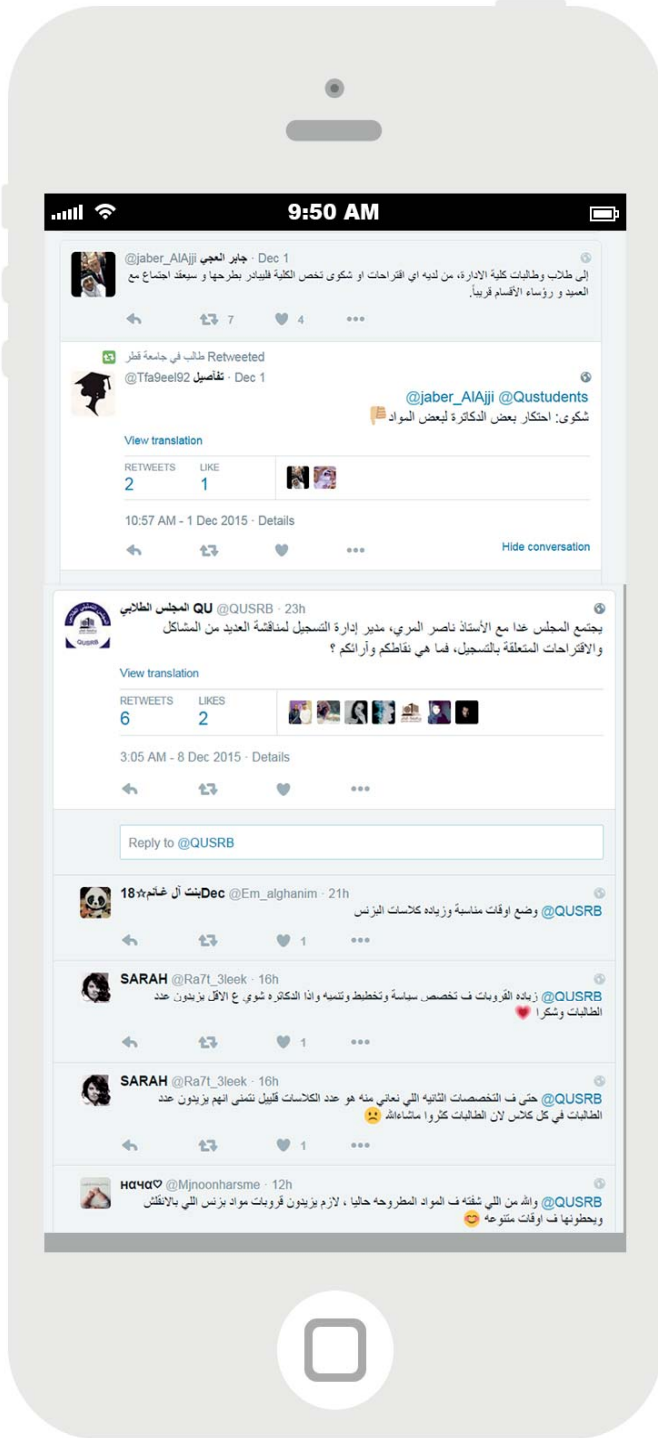 9:50 AM
@jaber_AlAjji جابر العجي · Dec 1
إلى طلاب وطالبات كلية الادارة، من لديه اي اقتراحات او شكوى تخص الكلية فليبادر بطرحها و سيعقد اجتماع مع
العميد و رؤساء الأقسام قريباً.
7 4
طالب في جامعة قطر Retweeted
@Tfa9eel92 تفآصيل · Dec 1
@jaber_AlAjji @Qustudents
شكوى: احتكار بعض الدكاترة لبعض المواد
View translation
RETWEETS LIKE
2 1
10:57 AM - 1 Dec 2015 · Details
Hide conversation
المجلس الطلابي QU @QUSRB · 23h
QUSRB
يجتمع المجلس غدا مع الأستاذ ناصر المري، مدير إدارة التسجيل لمناقشة العديد من المشاكل
والاقتراحات المتعلقة بالتسجيل، فما هي نقاطكم وآرائكم ؟
View translation
RETWEETS LIKES
6 2
3:05 AM - 8 Dec 2015 · Details
Reply to @QUSRB
18☆بنت آل غـآنمDec @Em_alghanim · 21h
@QUSRB وضع اوقات مناسبة وزياده كلاسات البزنس
1
SARAH @Ra7t_3leek · 16h
@QUSRB زياده القروبات ف تخصص سياسة وتخطيط وتنميه واذا الدكاتره شوي ع الاقل يزيدون عدد
الطالبات وشكرا
1
SARAH @Ra7t_3leek · 16h
@QUSRB حتى ف التخصصات الثانيه اللي نعاني منه هو عدد الكلاسات قليل نتمنى انهم يزيدون عدد
الطالبات في كل كلاس لان الطالبات كثروا ماشاءالله
1
нαчα♡ @Mjnoonharsme · 12h
@QUSRB والله من اللي شفته ف المواد المطروحه حاليا ، لازم يزيدون قروبات مواد بزنس اللي بالانقلش
ويحطونها ف اوقات متنوعه